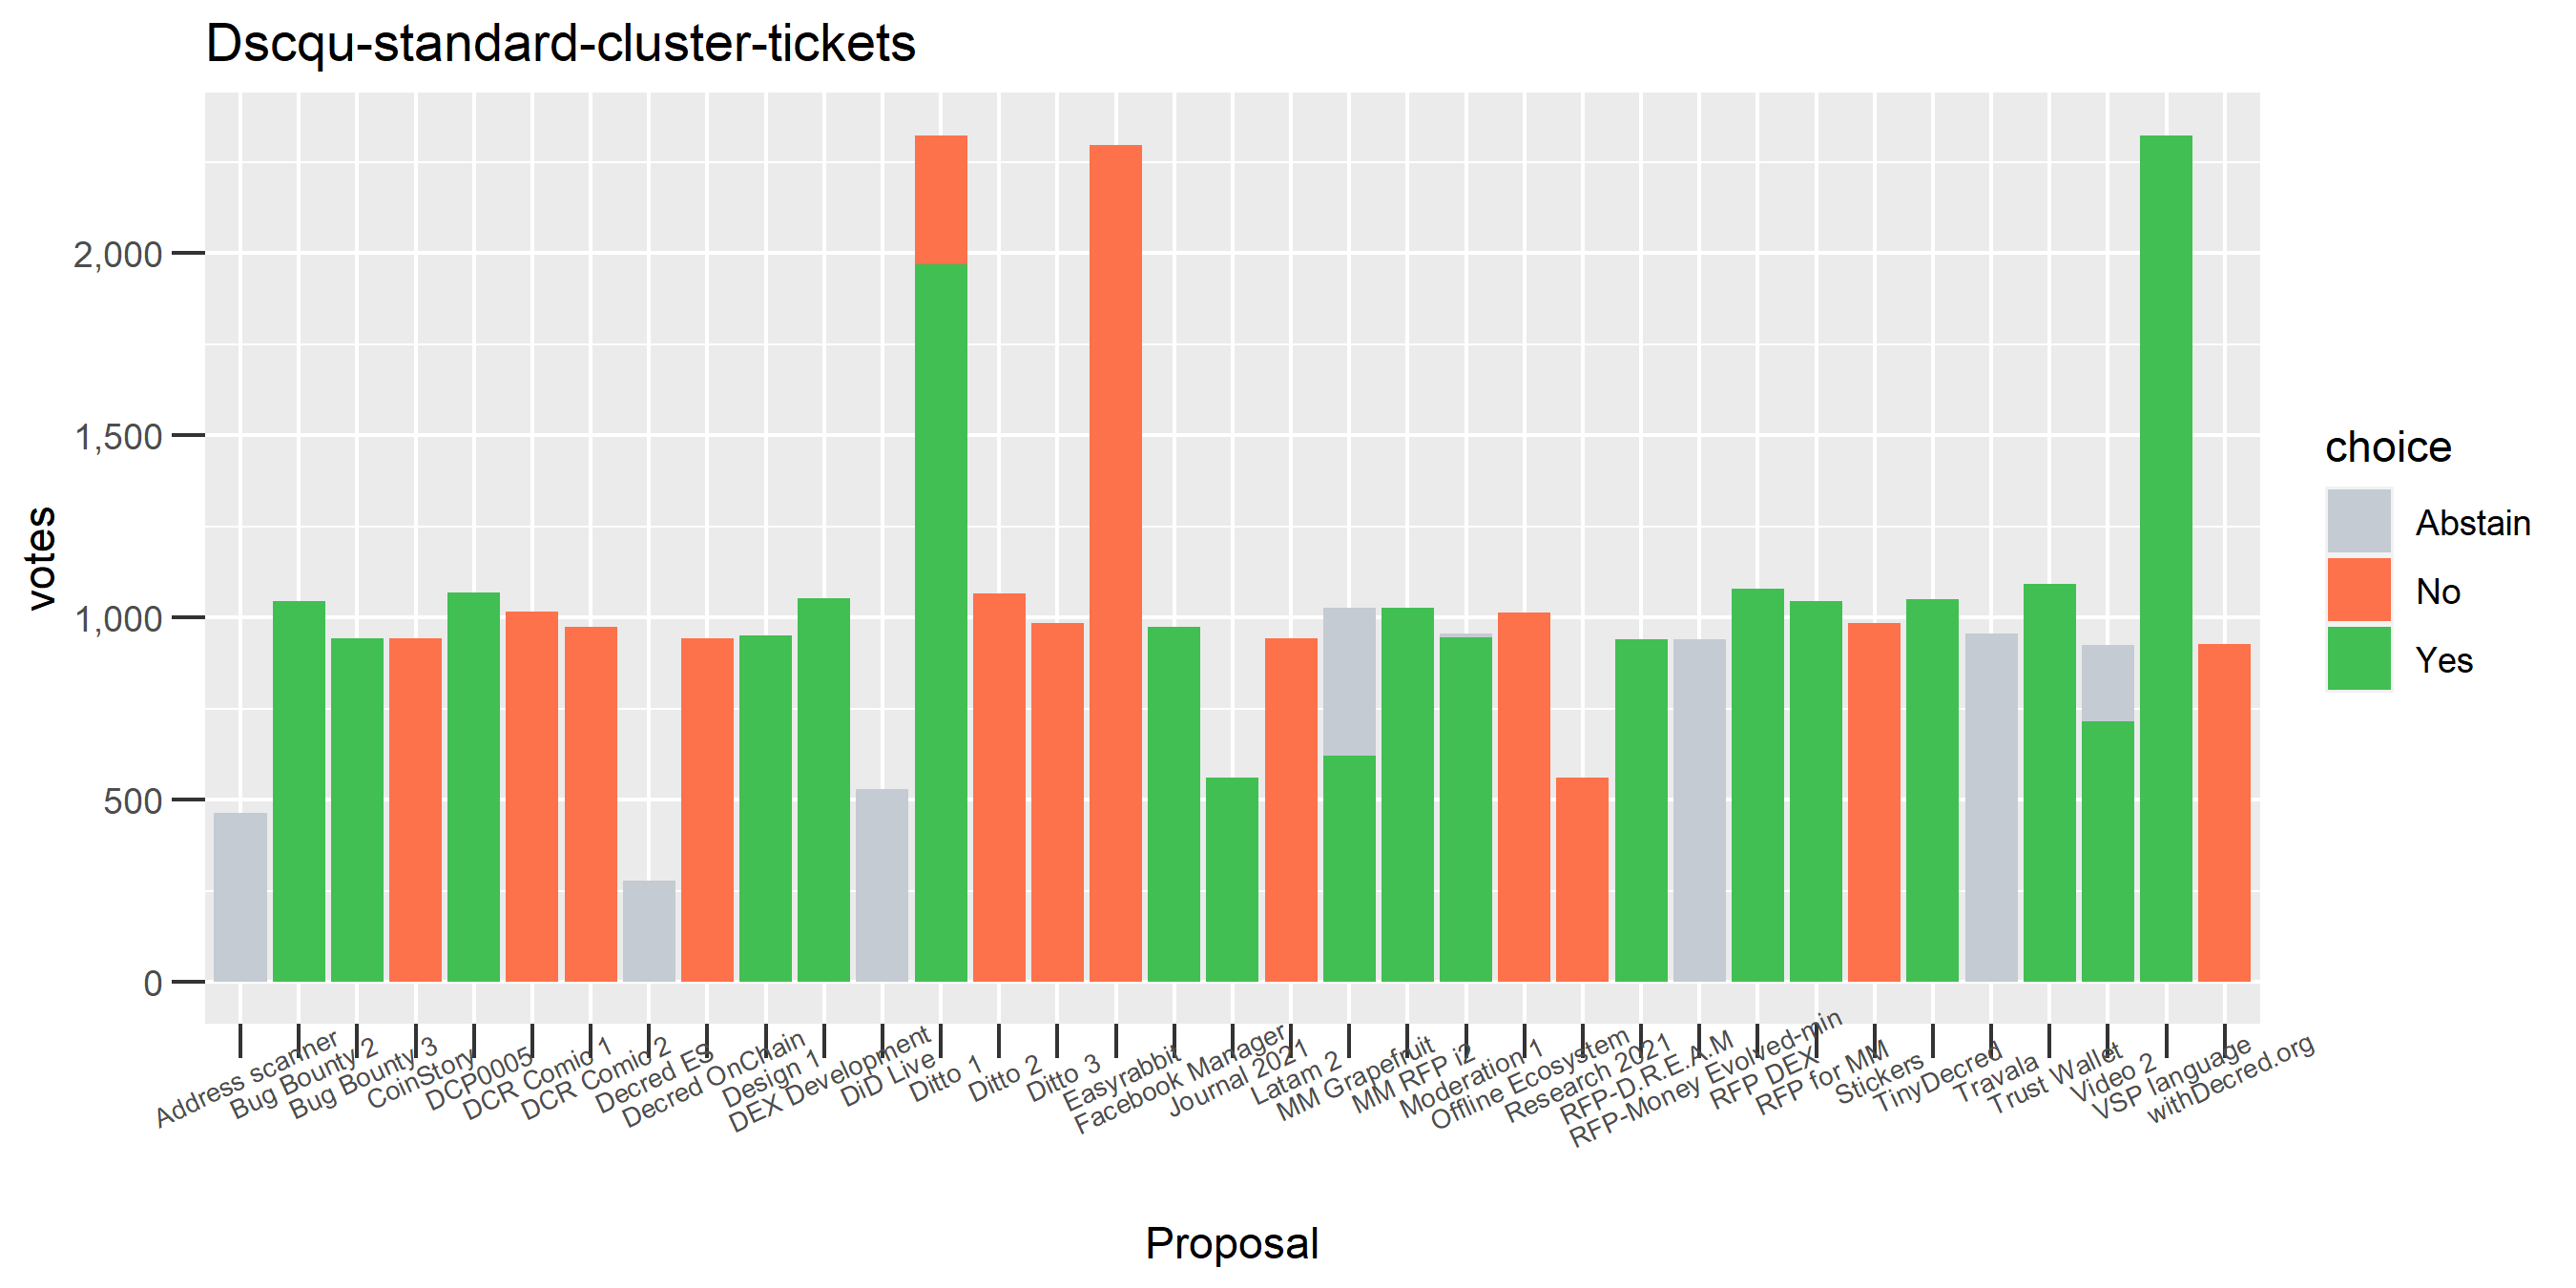 Dscqu-standard-cluster-tickets
votes
2,000
1,500
1,000
500
0
Address scanner
Bug Bounty 2
Bug Bounty 3
CoinStory
DCP0005
DCR Comic 1
DCR Comic 2
Decred ES
Decred OnChain
Design 1
DEX Development
DiD Live
Ditto 1
Ditto 2
Ditto 3
Easyrabbit
Facebook Manager
Journal 2021
Latam 2
MM Grapefruit
MM RFP i2
Moderation 1
Offline Ecosystem
Research 2021
RFP-D.R.E.A.M
RFP-Money Evolved-min
RFP DEX
RFP for MM
Stickers
TinyDecred
Travala
Trust Wallet
Video 2
VSP language
withDecred.org
Proposal
choice
Abstain
No
Yes